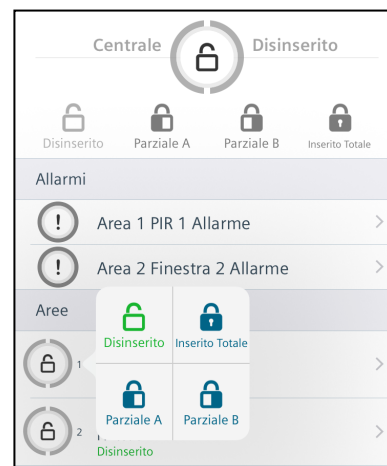 Centrale Disinserito
Disinserito Parziale A Parziale B Inserito Totale
Allarmi
Area 1 PIR 1 Allarme
Area 2 Finestra 2 Allarme
Aree
Disinserito Inserito Totale
1
Parziale A Parziale B
2
Disinserito